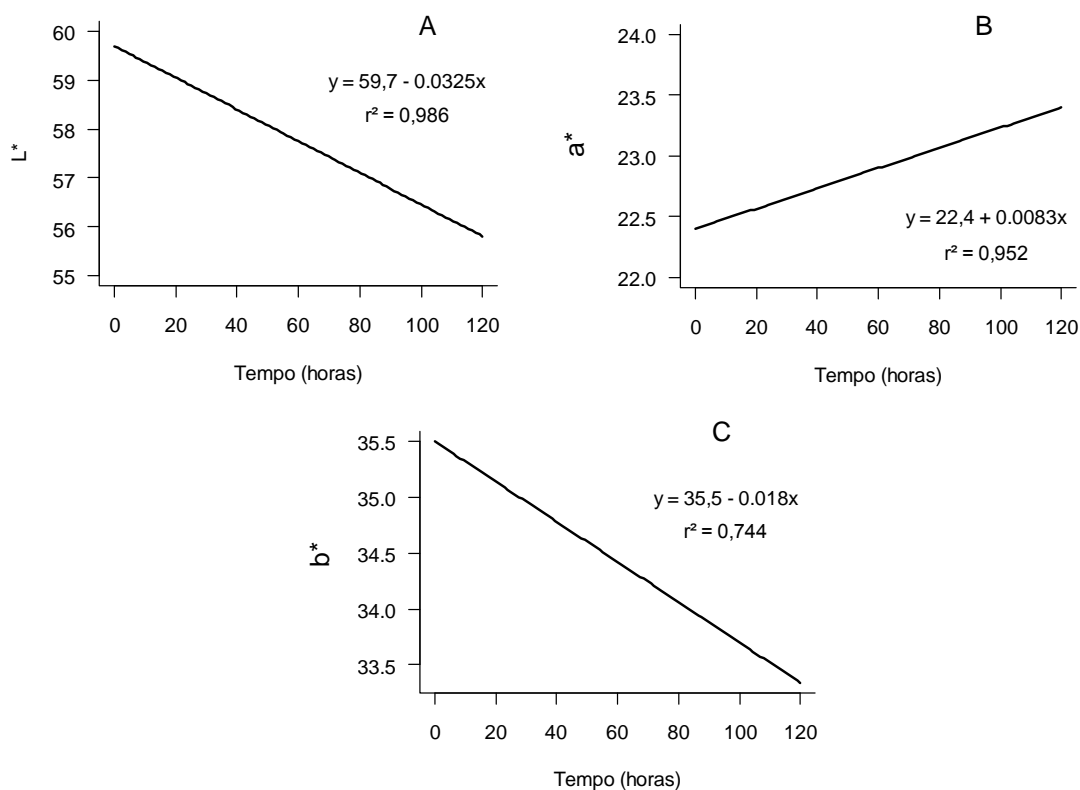 A
60
59
58
57
56
55
L*
y = 59,7 - 0.0325x
r² = 0,986
0 20 40 60 80 100 120
Tempo (horas)
B
24.0
23.5
23.0
22.5
22.0
a*
y = 22,4 + 0.0083x
r² = 0,952
0 20 40 60 80 100 120
Tempo (horas)
C
35.5
35.0
34.5
34.0
33.5
b*
y = 35,5 - 0.018x
r² = 0,744
0 20 40 60 80 100 120
Tempo (horas)